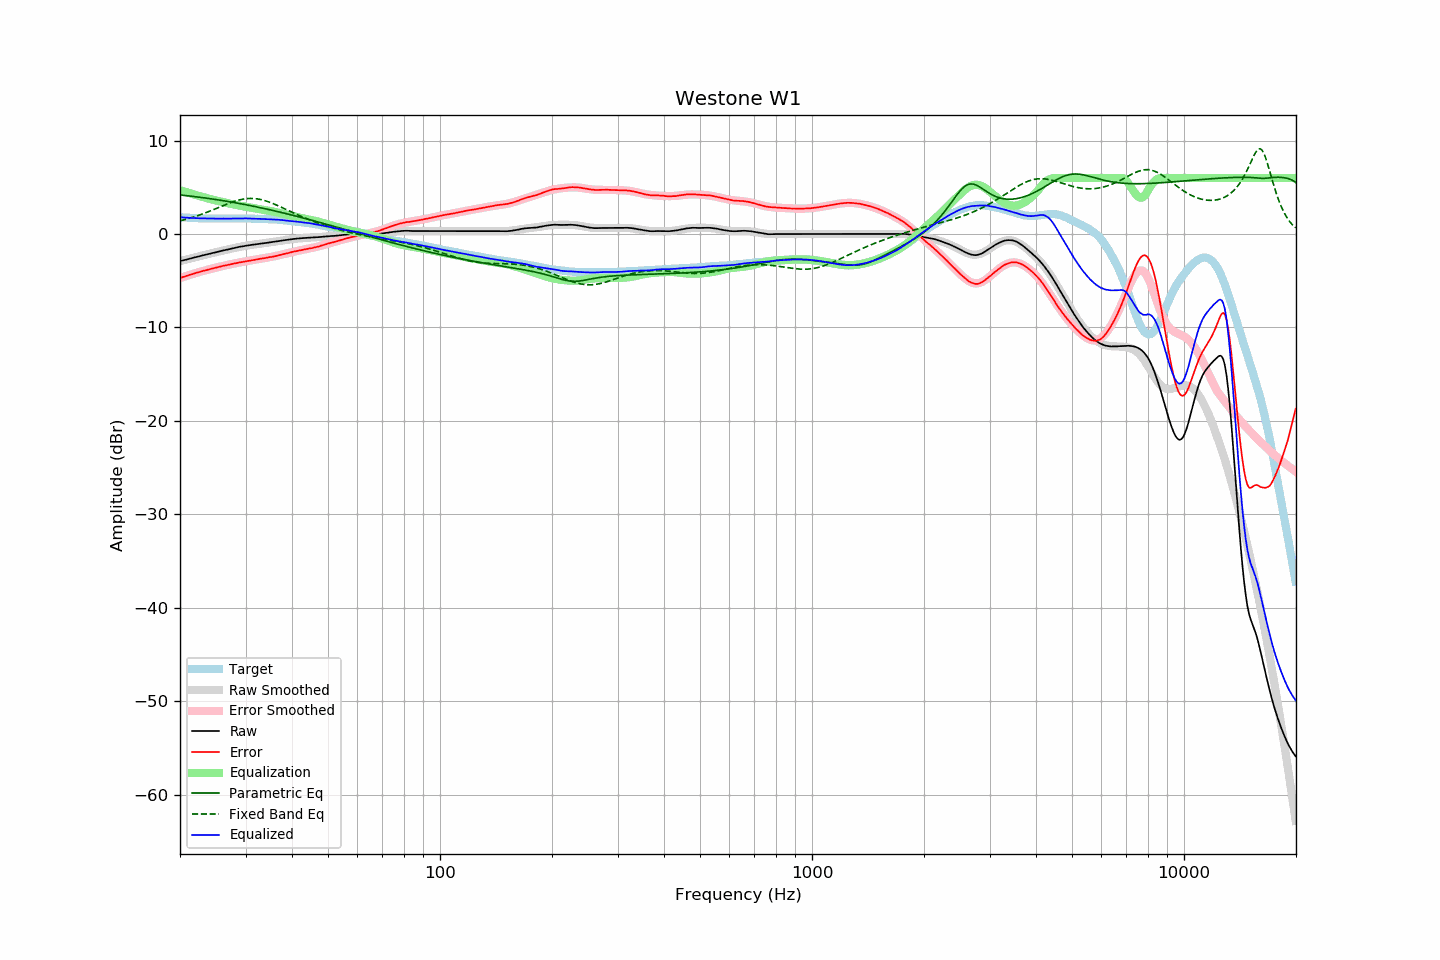 Westone W1
10
0
−10
−20
−30
−40
−50
−60
Amplitude (dBr)
Target
Raw Smoothed
Error Smoothed
Raw
Error
Equalization
Parametric Eq
Fixed Band Eq
Equalized
100
1000
10000
Frequency (Hz)